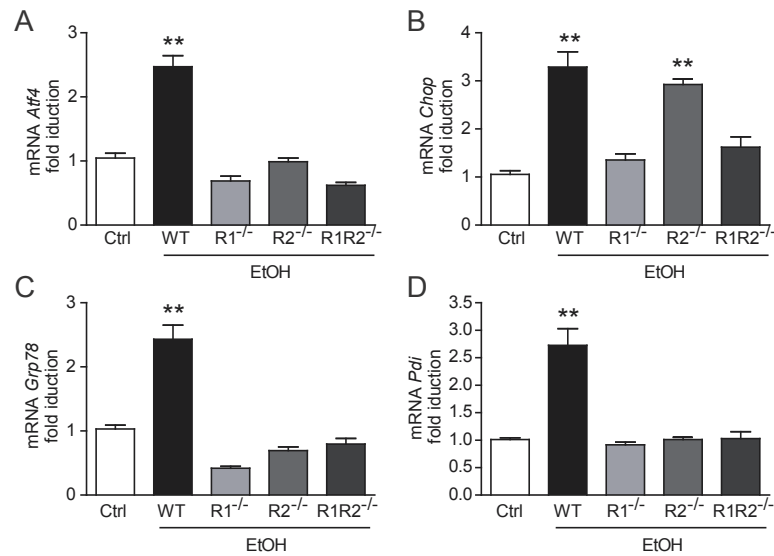 A
mRNA Atf4
fold iduction
3
2
1
0
**
Ctrl WT R1-/- R2-/- R1R2-/-
EtOH
B
mRNA Chop
fold iduction
4
3
2
1
0
**
**
Ctrl WT R1-/- R2-/- R1R2-/-
EtOH
C
mRNA Grp78
fold iduction
3
2
1
0
**
Ctrl WT R1-/- R2-/- R1R2-/-
EtOH
D
mRNA Pdi
fold iduction
3.5
3.0
2.5
2.0
1.5
1.0
0.5
0.0
**
Ctrl WT R1-/- R2-/- R1R2-/-
EtOH